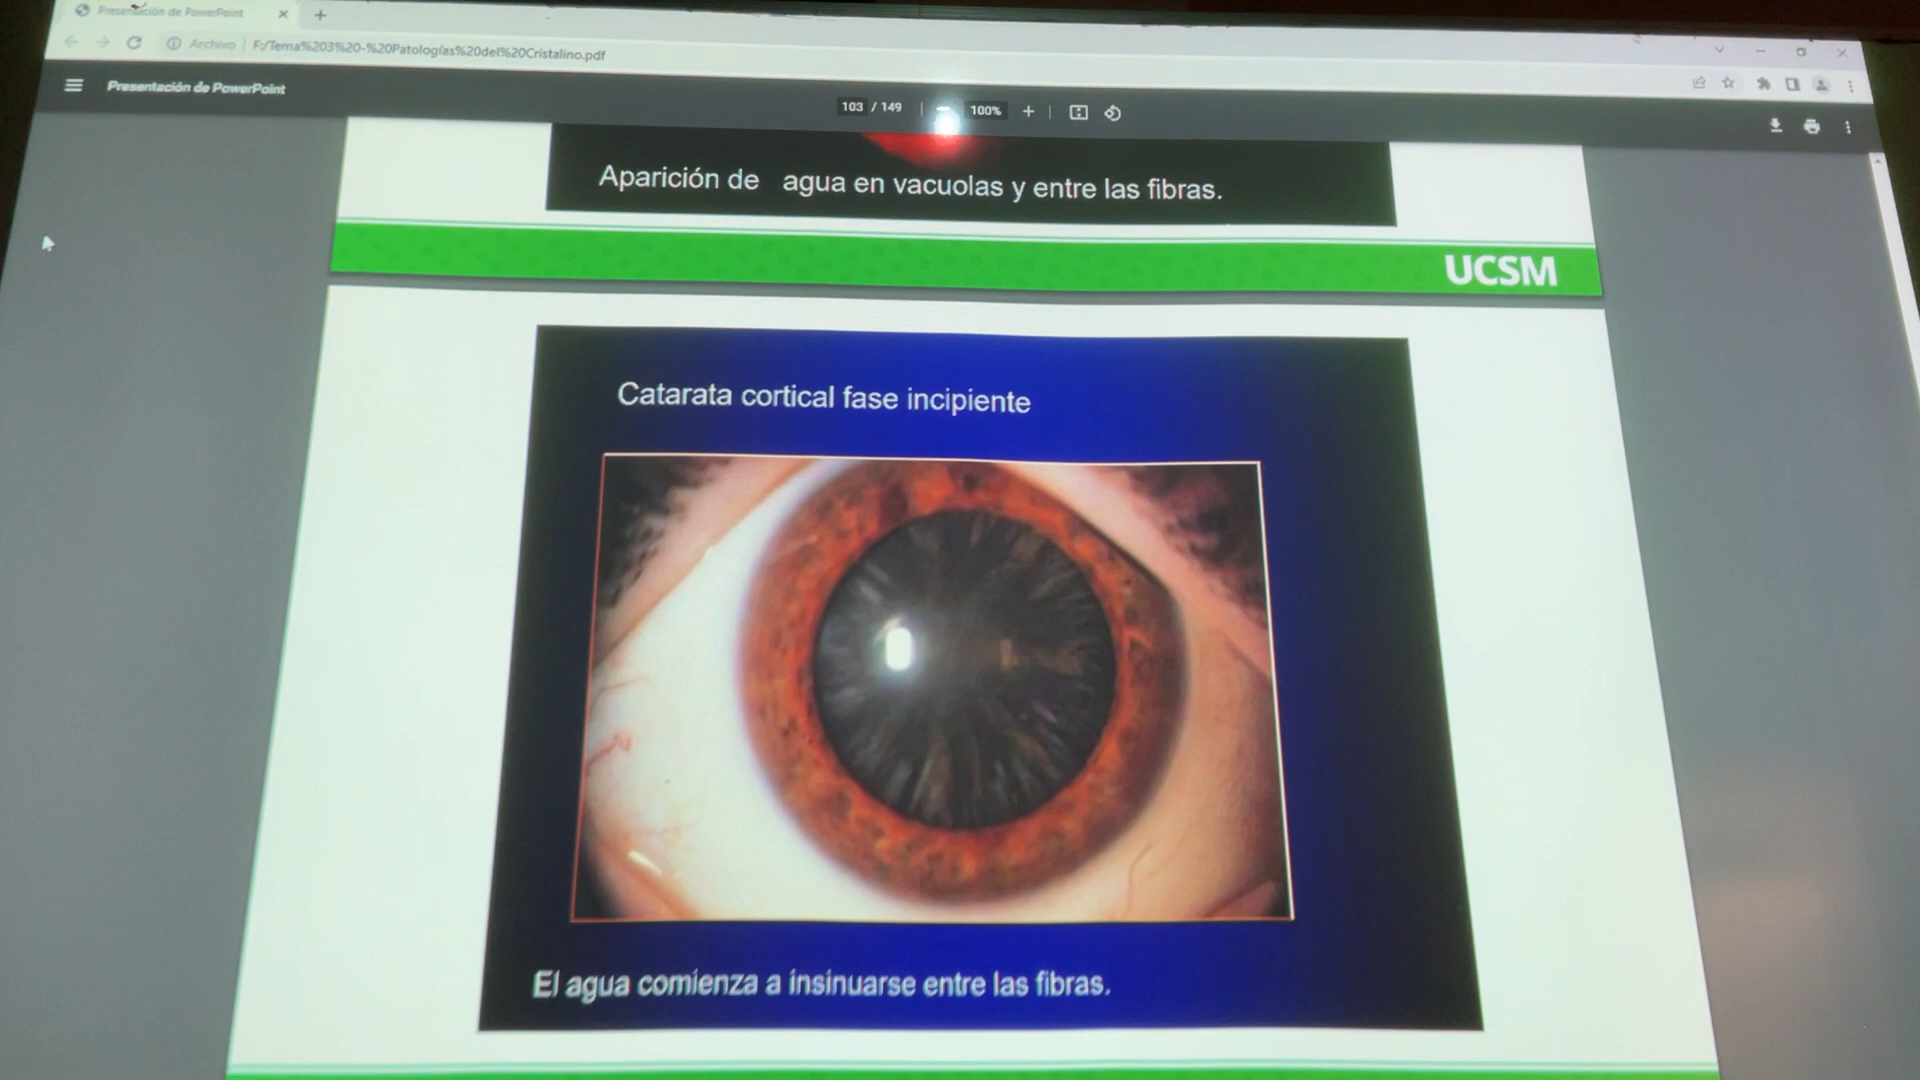 Presentación de PowerPoint
Archivo | F:/Tema%203%20-%20Patologías%20del%20Cristalino.pdf
Presentación de PowerPoint
103 / 149
100%
Aparición de agua en vacuolas y entre las fibras.
UCSM
Catarata cortical fase incipiente
El agua comienza a insinuarse entre las fibras.